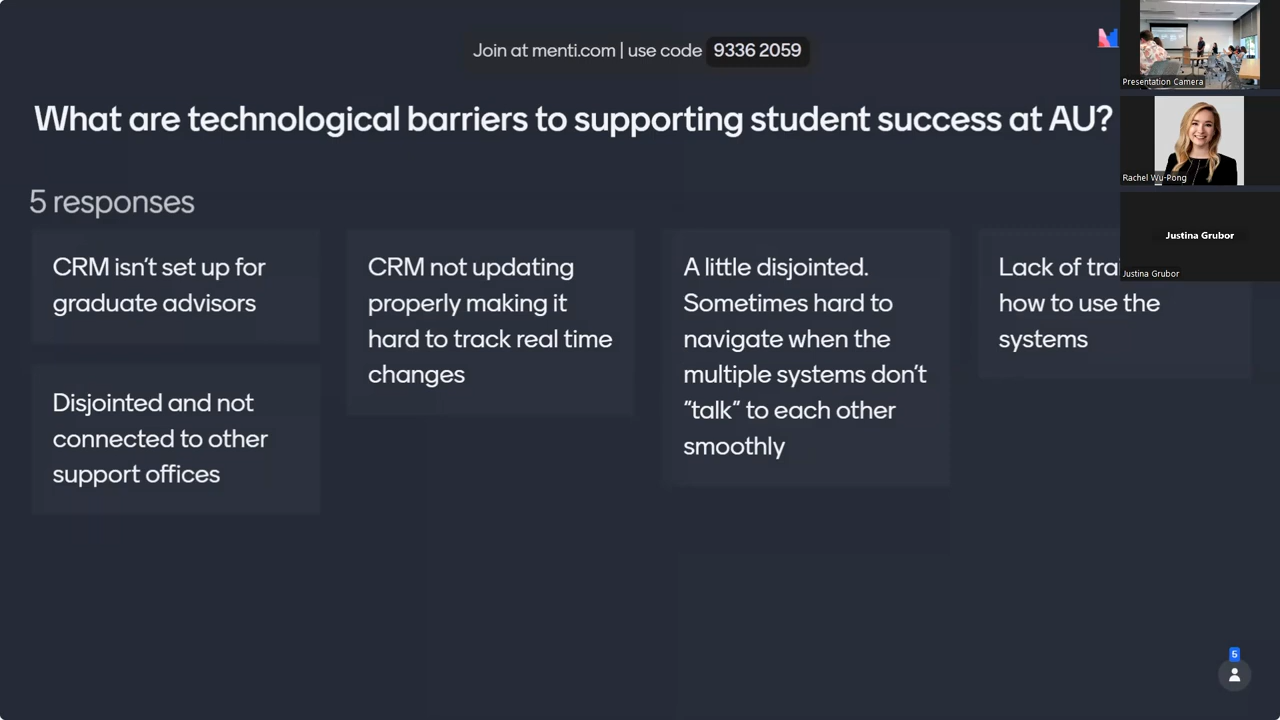 Join at menti.com | use code 9336 2059
What are technological barriers to supporting student success at AU?
5 responses
CRM isn't set up for
graduate advisors
Disjointed and not
connected to other
support offices
CRM not updating
properly making it
hard to track real time
changes
A little disjointed.
Sometimes hard to
navigate when the
multiple systems don't
"talk" to each other
smoothly
Lack of
how to use the
systems
Presentation Camera
Rachel Wu-Pong
Justina Grubor
Justina Grubor
5